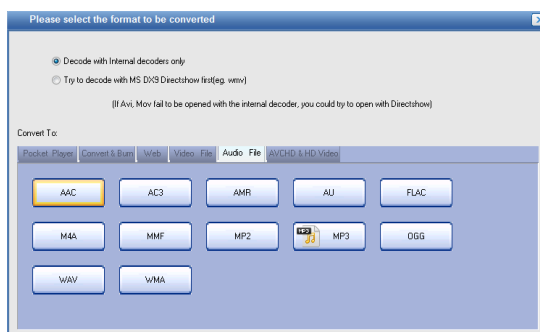 Please select the format to be converted
Decode with Internal decoders only
Try to decode with MS DX9 Directshow first(eg. wmv)
(If Avi, Mov fail to be opened with the internal decoder, you could try to open with Directshow)
Convert To:
Pocket Player Convert & Burn Web Video File Audio File AVCHD & HD Video
AAC AC3 AMR AU FLAC
M4A MMF MP2 MP3 MP3 OGG
WAV WMA